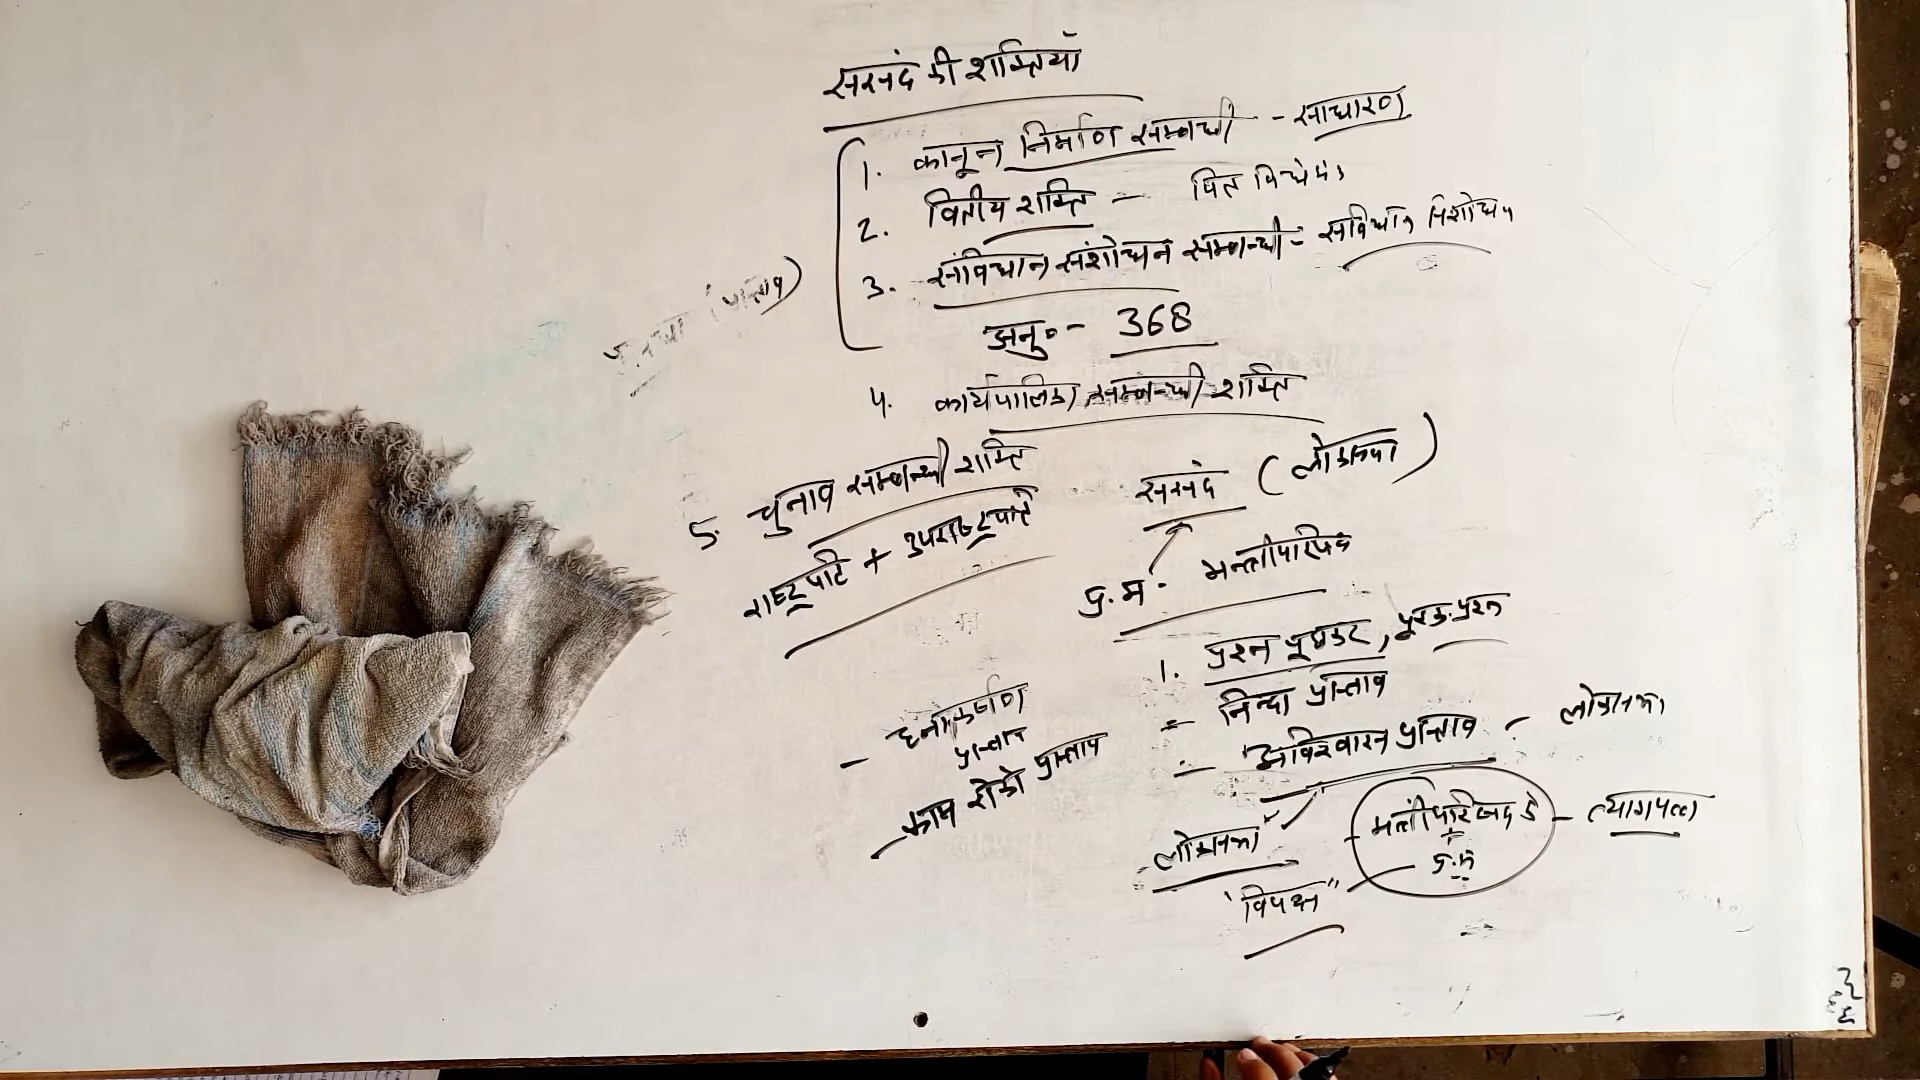 संसद की शक्तियाँ
1. कानून निर्माण सम्बन्धी - साधारण
2. वित्तीय शक्ति - वित्त विधेयक
3. संविधान संशोधन सम्बन्धी - संविधान संशोधन
अनु० - 368
4. कार्यपालिका सम्बन्धी शक्ति
5. चुनाव सम्बन्धी शक्ति
राष्ट्रपति + उपराष्ट्रपति
संसद (लोकसभा)
प्र.म. मन्त्रीपरिषद
1. प्रश्न पूछकर, पूरक प्रश्न
- निन्दा प्रस्ताव
- अविश्वास प्रस्ताव - लोकसभा
लोकसभा - मन्त्रीपरिषद के - त्यागपत्र
+
प्र.म
"विपक्ष"
- ध्यानाकर्षण
प्रस्ताव
- काम रोको प्रस्ताव